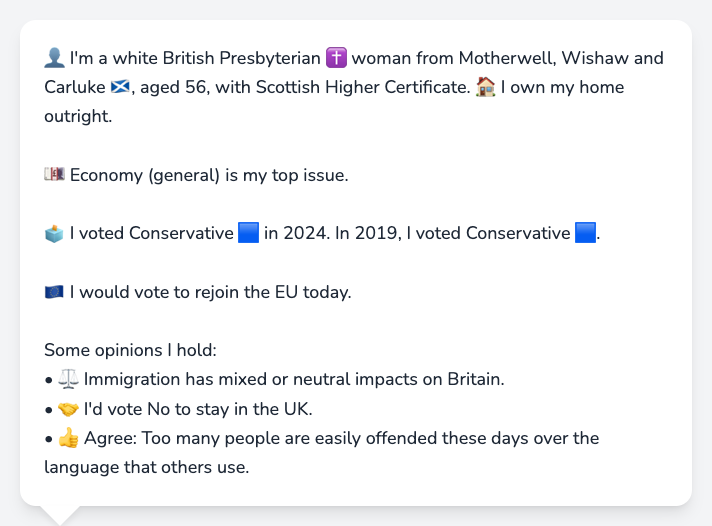 👤 I'm a white British Presbyterian ✝️ woman from Motherwell, Wishaw and
Carluke 🏴󠁧󠁢󠁳󠁣󠁴󠁿, aged 56, with Scottish Higher Certificate. 🏠 I own my home
outright.
💷 Economy (general) is my top issue.
🗳️ I voted Conservative 🟦 in 2024. In 2019, I voted Conservative 🟦.
🇪🇺 I would vote to rejoin the EU today.
Some opinions I hold:
• ⚖️ Immigration has mixed or neutral impacts on Britain.
• 🤝 I'd vote No to stay in the UK.
• 👍 Agree: Too many people are easily offended these days over the
language that others use.